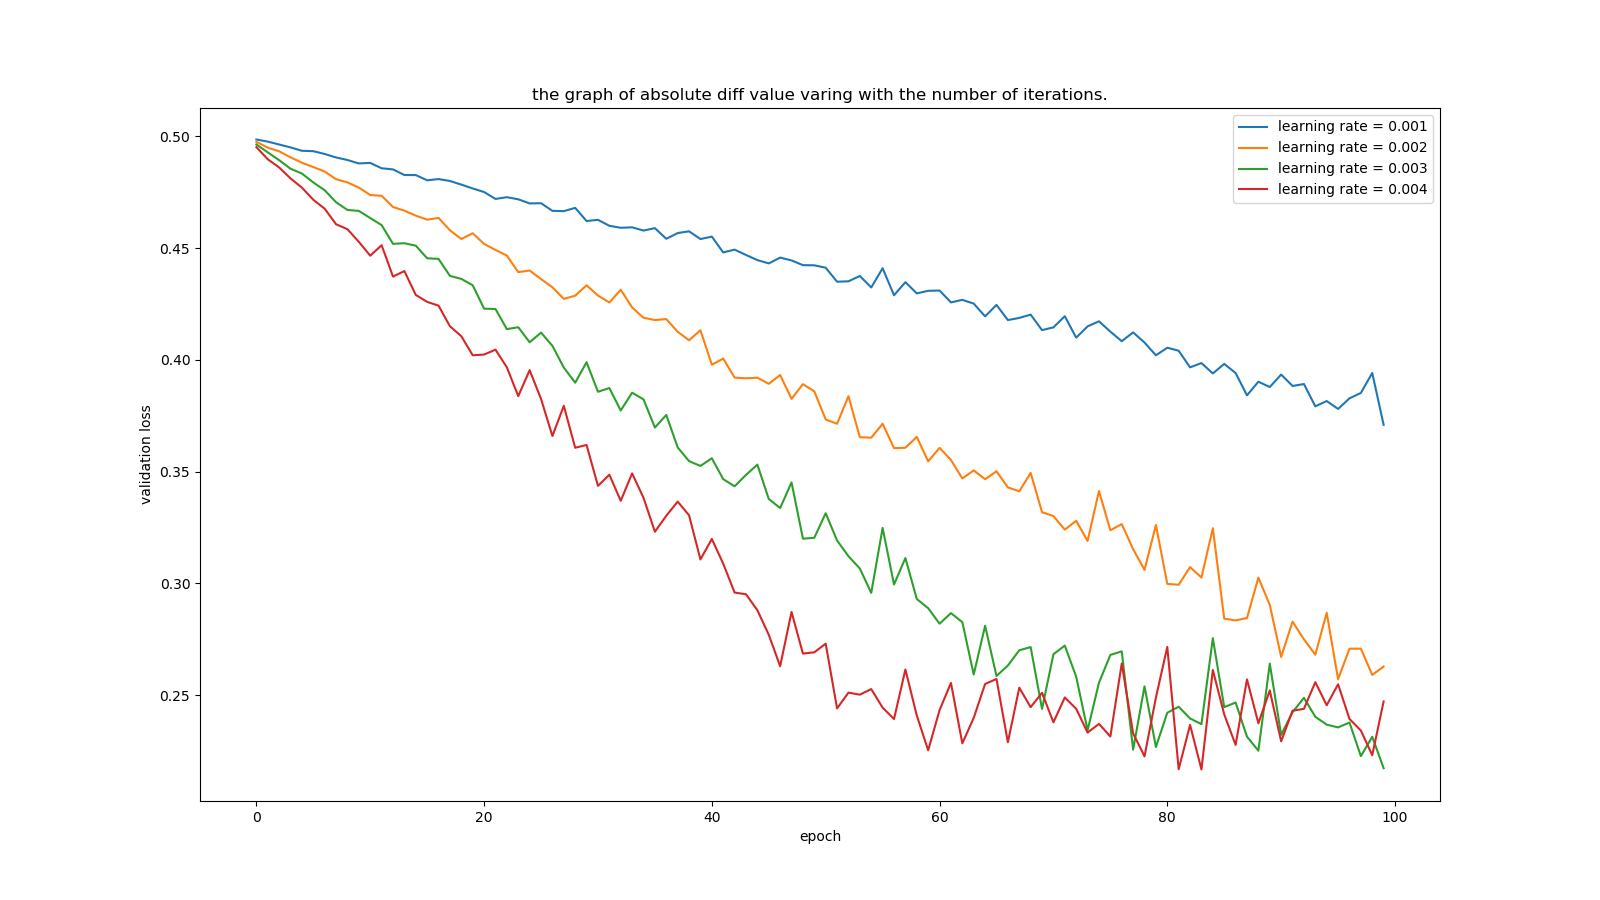 the graph of absolute diff value varing with the number of iterations.
learning rate = 0.001
learning rate = 0.002
learning rate = 0.003
learning rate = 0.004
0.50
0.45
0.40
0.35
0.30
0.25
validation loss
0 20 40 60 80 100
epoch